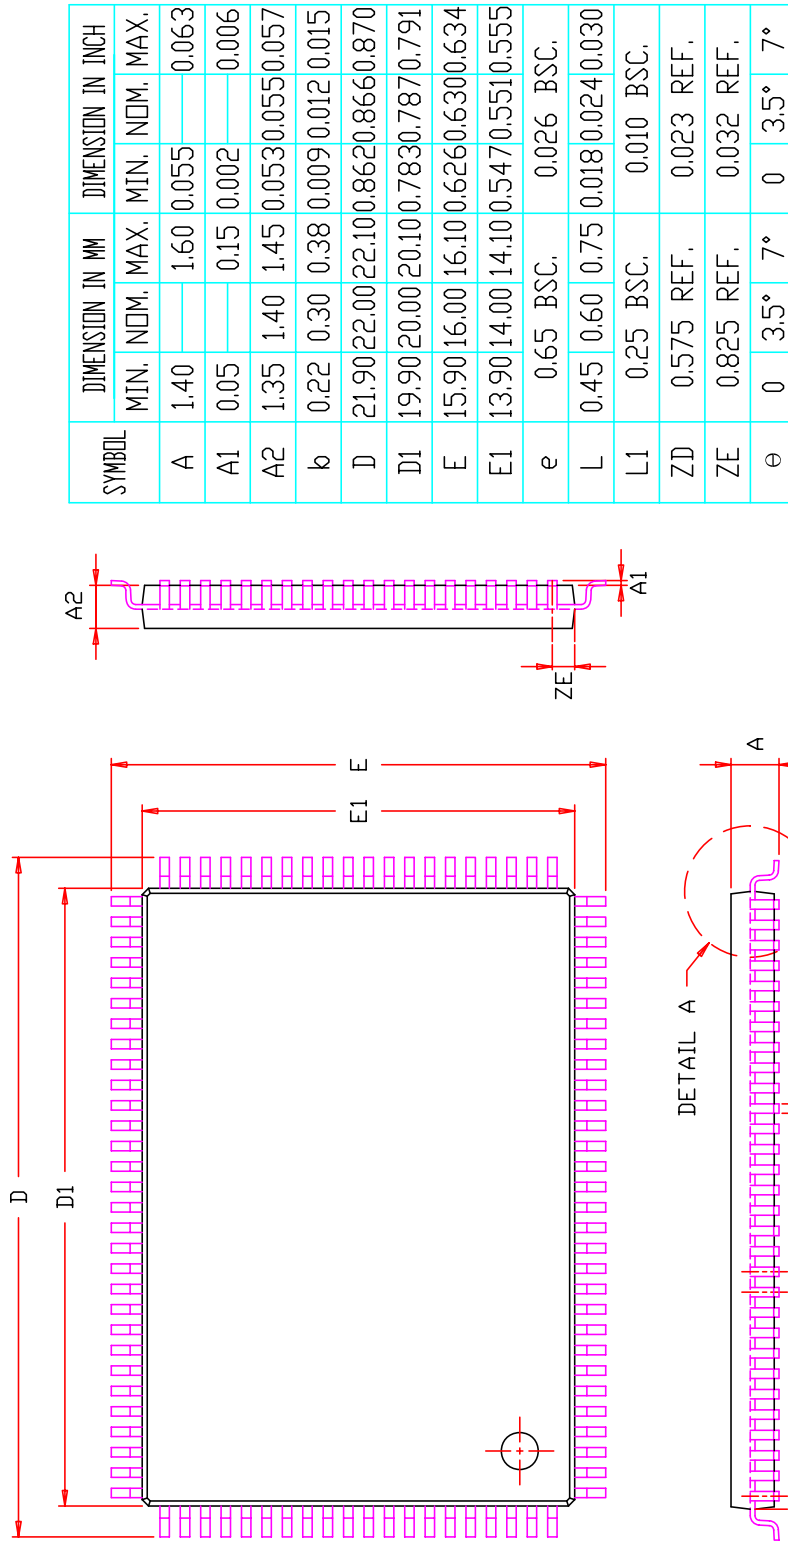 SYMBOL DIMENSION IN MM DIMENSION IN INCH
MIN. NOM. MAX. MIN. NOM. MAX.
A 1.40 1.60 0.055 0.063
A1 0.05 0.15 0.002 0.006
A2 1.35 1.40 1.45 0.053 0.055 0.057
b 0.22 0.30 0.38 0.009 0.012 0.015
D 21.90 22.00 22.10 0.862 0.866 0.870
D1 19.90 20.00 20.10 0.783 0.787 0.791
E 15.90 16.00 16.10 0.626 0.630 0.634
E1 13.90 14.00 14.10 0.547 0.551 0.555
e 0.65 BSC. 0.026 BSC.
L 0.45 0.60 0.75 0.018 0.024 0.030
L1 0.25 BSC. 0.010 BSC.
ZD 0.575 REF. 0.023 REF.
ZE 0.825 REF. 0.032 REF.
θ 0 3.5° 7° 0 3.5° 7°
A2
A1
ZE
E
E1
D
D1
A
DETAIL A